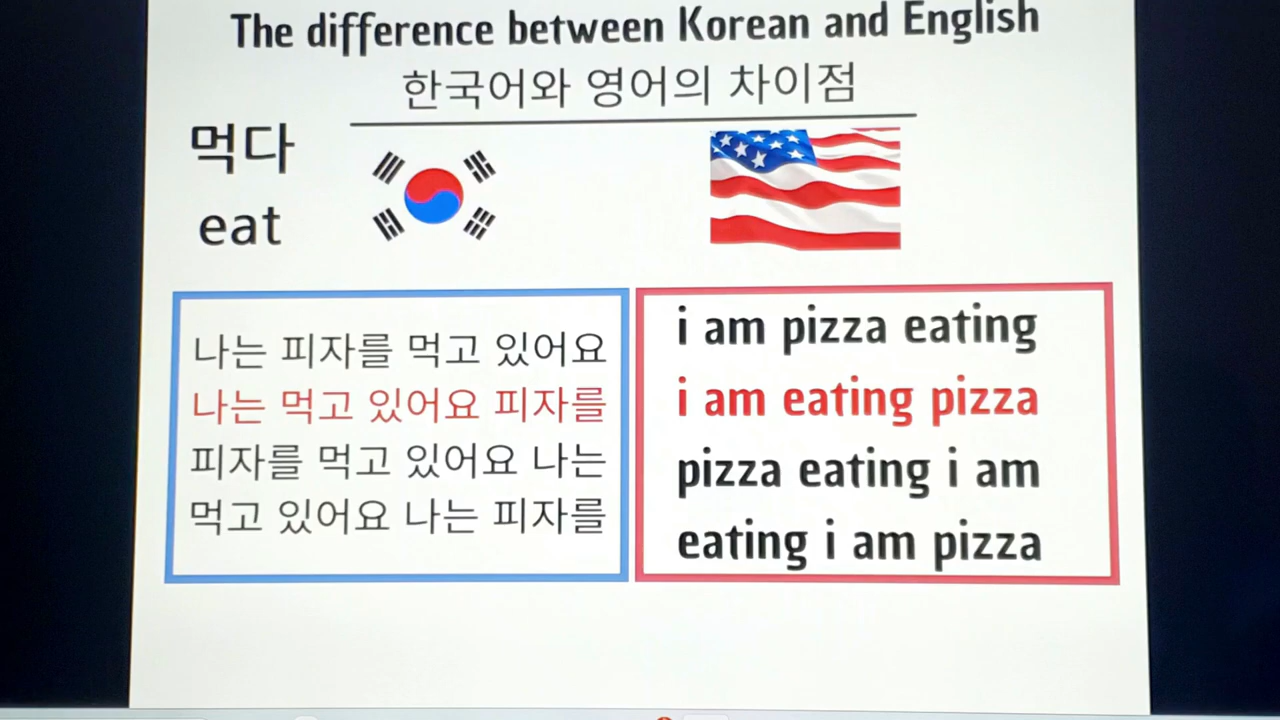 The difference between Korean and English
한국어와 영어의 차이점
먹다
eat
나는 피자를 먹고 있어요
나는 먹고 있어요 피자를
피자를 먹고 있어요 나는
먹고 있어요 나는 피자를
i am pizza eating
i am eating pizza
pizza eating i am
eating i am pizza